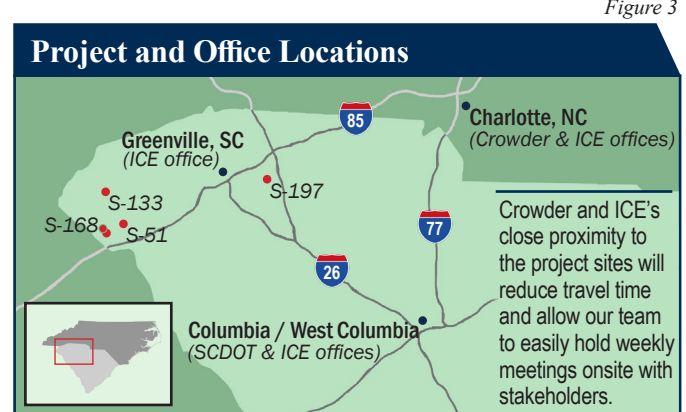 Figure 3
Project and Office Locations
85
Charlotte, NC
(Crowder & ICE offices)
Greenville, SC
(ICE office)
S-133
S-197
S-168
S-51
77
26
Columbia / West Columbia
(SCDOT & ICE offices)
Crowder and ICE’s
close proximity to
the project sites will
reduce travel time
and allow our team
to easily hold weekly
meetings onsite with
stakeholders.